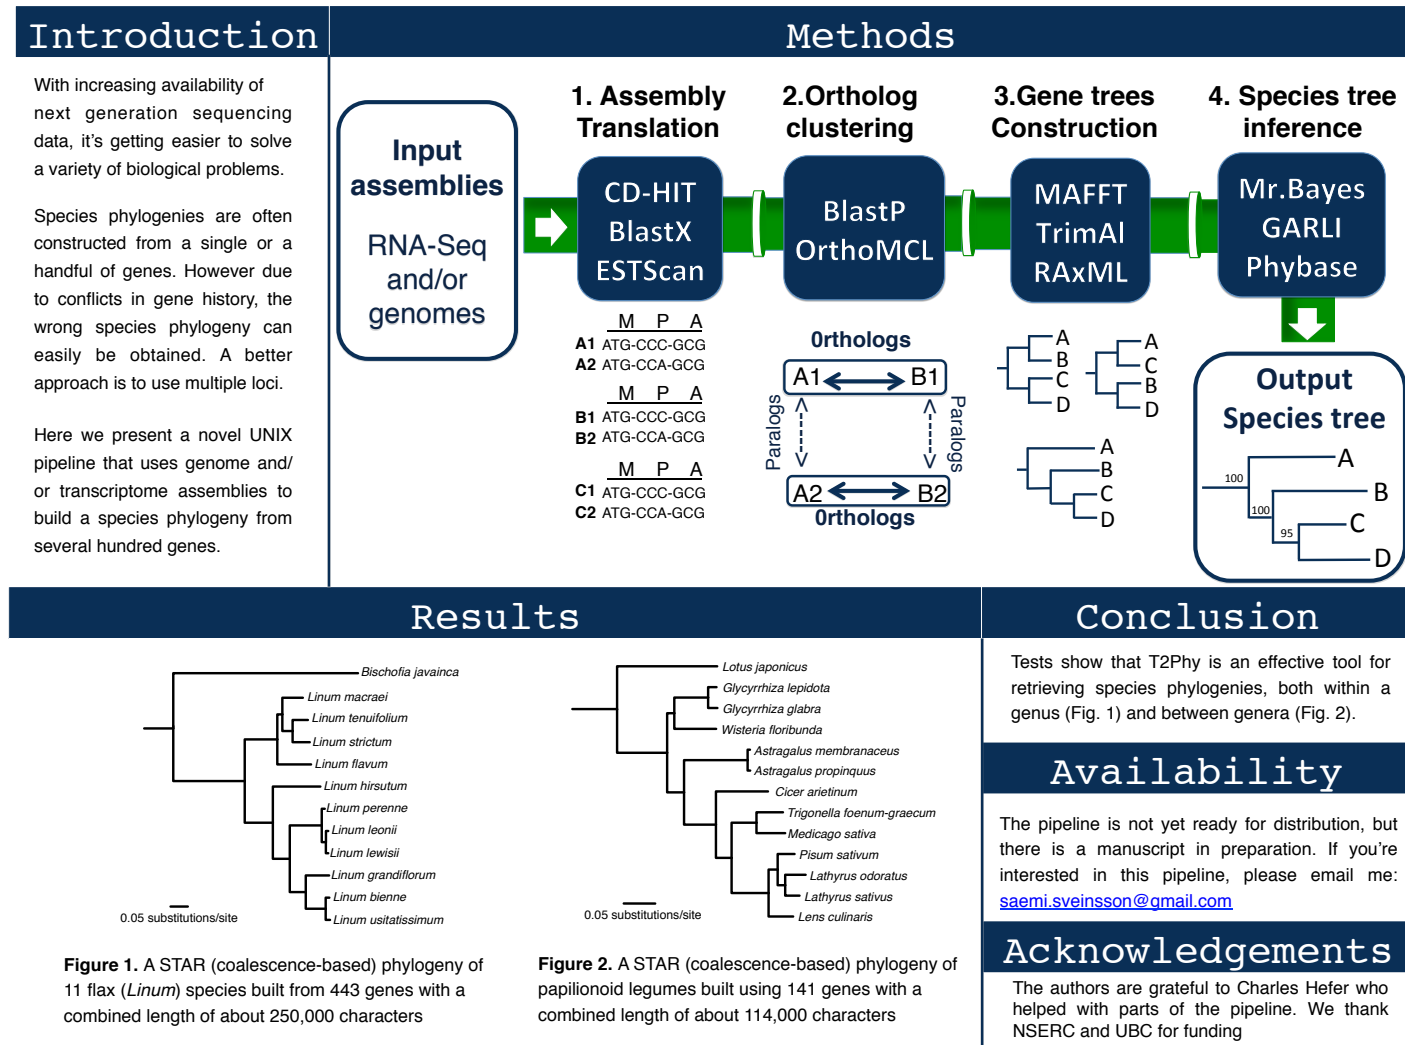 Introduction
With increasing availability of
next generation sequencing
data, it's getting easier to solve
a variety of biological problems.
Species phylogenies are often
constructed from a single or a
handful of genes. However due
to conflicts in gene history, the
wrong species phylogeny can
easily be obtained. A better
approach is to use multiple loci.
Here we present a novel UNIX
pipeline that uses genome and/
or transcriptome assemblies to
build a species phylogeny from
several hundred genes.
Methods
Input
assemblies
RNA-Seq
and/or
genomes
1. Assembly
Translation
CD-HIT
BlastX
ESTScan
M P A
A1 ATG-CCC-GCG
A2 ATG-CCA-GCG
M P A
B1 ATG-CCC-GCG
B2 ATG-CCA-GCG
M P A
C1 ATG-CCC-GCG
C2 ATG-CCA-GCG
2.Ortholog
clustering
BlastP
OrthoMCL
0rthologs
A1 B1
Paralogs
Paralogs
A2 B2
0rthologs
3.Gene trees
Construction
MAFFT
TrimAl
RAxML
A
B
C
D
A
C
B
D
A
B
C
D
4. Species tree
inference
Mr.Bayes
GARLI
Phybase
Output
Species tree
A
100
B
100
C
95
D
Results
Bischofia javainca
Linum macraei
Linum tenuifolium
Linum strictum
Linum flavum
Linum hirsutum
Linum perenne
Linum leonii
Linum lewisii
Linum grandiflorum
Linum bienne
Linum usitatissimum
0.05 substitutions/site
Figure 1. A STAR (coalescence-based) phylogeny of
11 flax (Linum) species built from 443 genes with a
combined length of about 250,000 characters
Lotus japonicus
Glycyrrhiza lepidota
Glycyrrhiza glabra
Wisteria floribunda
Astragalus membranaceus
Astragalus propinquus
Cicer arietinum
Trigonella foenum-graecum
Medicago sativa
Pisum sativum
Lathyrus odoratus
Lathyrus sativus
Lens culinaris
0.05 substitutions/site
Figure 2. A STAR (coalescence-based) phylogeny of
papilionoid legumes built using 141 genes with a
combined length of about 114,000 characters
Conclusion
Tests show that T2Phy is an effective tool for
retrieving species phylogenies, both within a
genus (Fig. 1) and between genera (Fig. 2).
Availability
The pipeline is not yet ready for distribution, but
there is a manuscript in preparation. If you're
interested in this pipeline, please email me:
saemi.sveinsson@gmail.com
Acknowledgements
The authors are grateful to Charles Hefer who
helped with parts of the pipeline. We thank
NSERC and UBC for funding